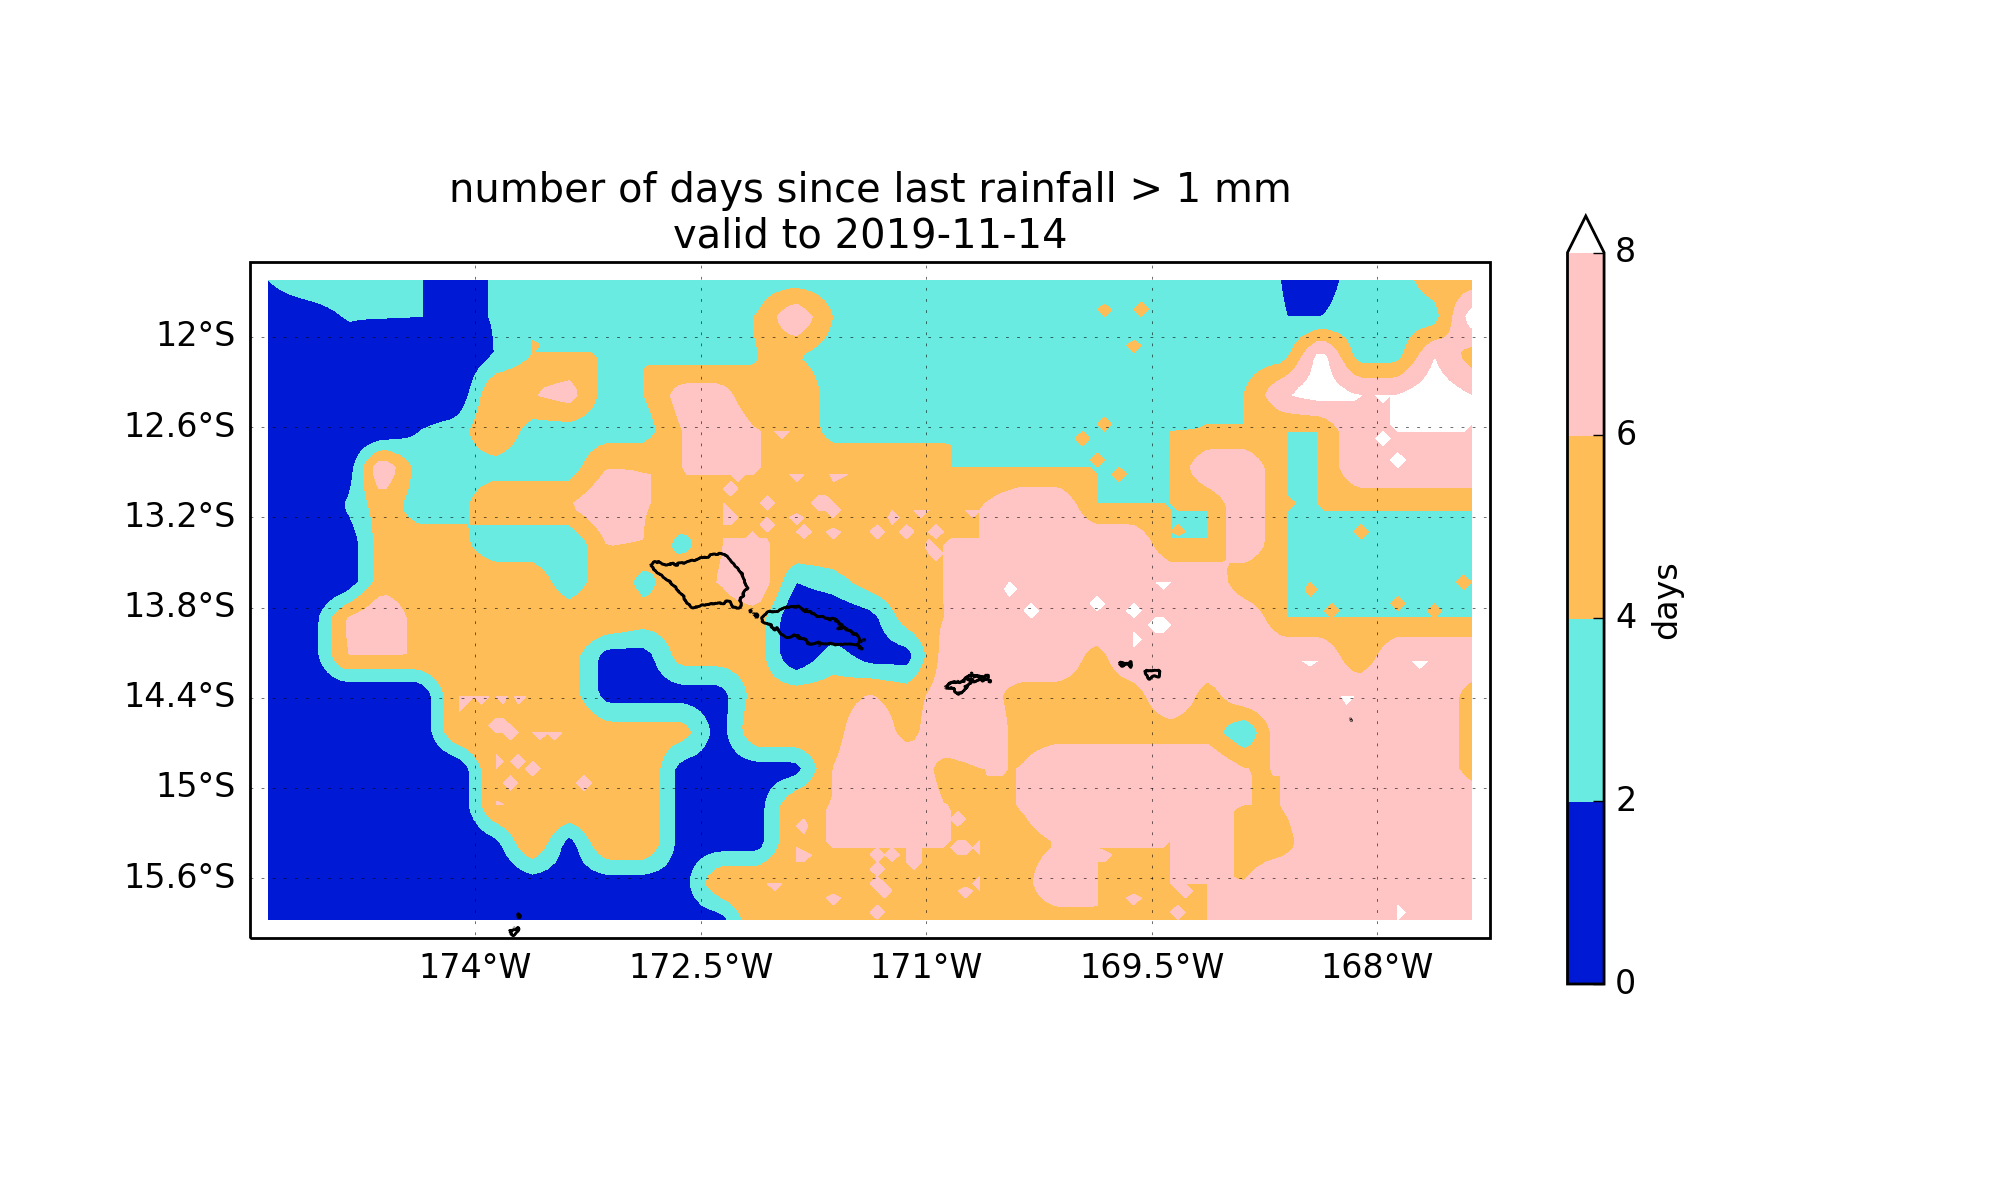 number of days since last rainfall > 1 mm
valid to 2019-11-14
12°S
12.6°S
13.2°S
13.8°S
14.4°S
15°S
15.6°S
174°W
172.5°W
171°W
169.5°W
168°W
8
6
4
2
0
days